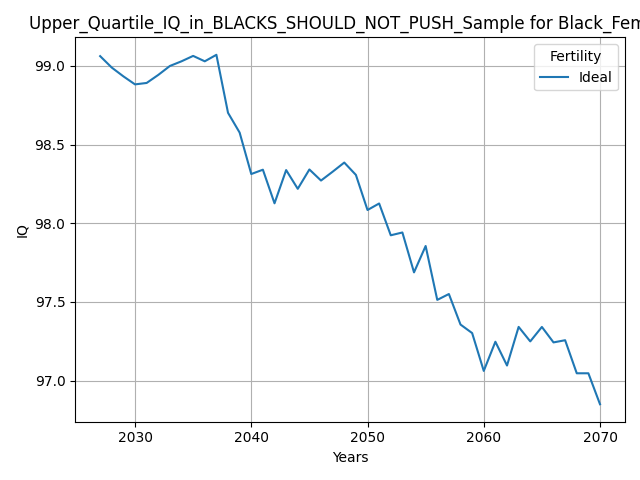 Upper_Quartile_IQ_in_BLACKS_SHOULD_NOT_PUSH_Sample for Black_Fem
Fertility
Ideal
99.0
98.5
98.0
97.5
97.0
IQ
2030 2040 2050 2060 2070
Years